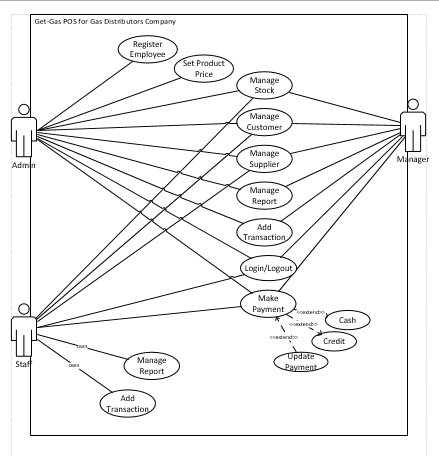 Get-Gas POS for Gas Distributors Company
Register
Employee
Set Product
Price
Manage
Stock
Manage
Customer
Admin
Manager
Manage
Supplier
Manage
Report
Add
Transaction
Login/Logout
Make
Payment
<<extend>>
Cash
<<extend>>
Credit
<<extend>>
Update
Payment
Staff
own
Manage
Report
own
Add
Transaction